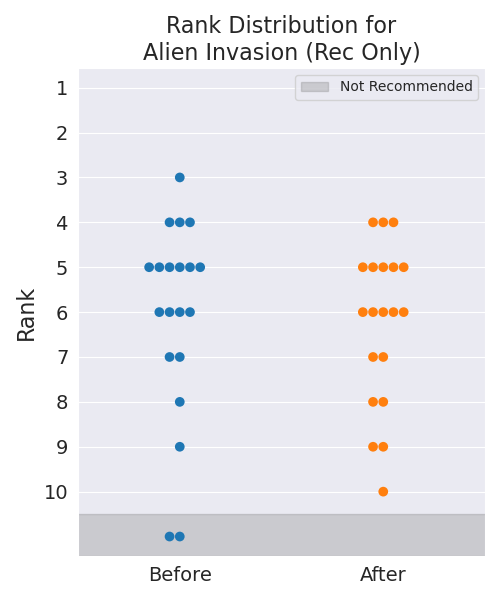 Rank Distribution for
Alien Invasion (Rec Only)
Not Recommended
1
2
3
4
5
6
7
8
9
10
Rank
Before
After